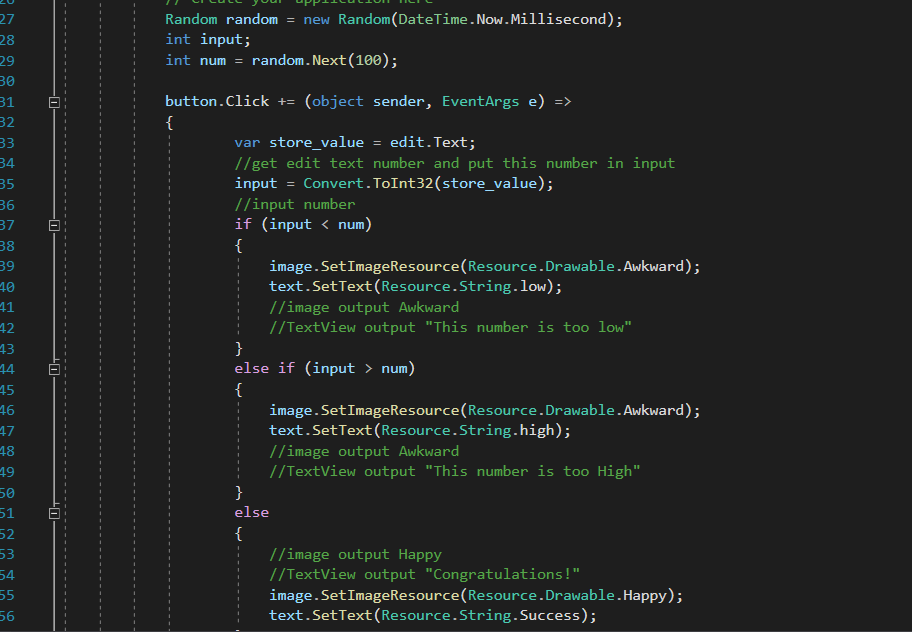 // Create your application here
27 Random random = new Random(DateTime.Now.Millisecond);
28 int input;
29 int num = random.Next(100);
30
31 button.Click += (object sender, EventArgs e) =>
32 {
33 var store_value = edit.Text;
34 //get edit text number and put this number in input
35 input = Convert.ToInt32(store_value);
36 //input number
37 if (input < num)
38 {
39 image.SetImageResource(Resource.Drawable.Awkward);
40 text.SetText(Resource.String.low);
41 //image output Awkward
42 //TextView output "This number is too low"
43 }
44 else if (input > num)
45 {
46 image.SetImageResource(Resource.Drawable.Awkward);
47 text.SetText(Resource.String.high);
48 //image output Awkward
49 //TextView output "This number is too High"
50 }
51 else
52 {
53 //image output Happy
54 //TextView output "Congratulations!"
55 image.SetImageResource(Resource.Drawable.Happy);
56 text.SetText(Resource.String.Success);